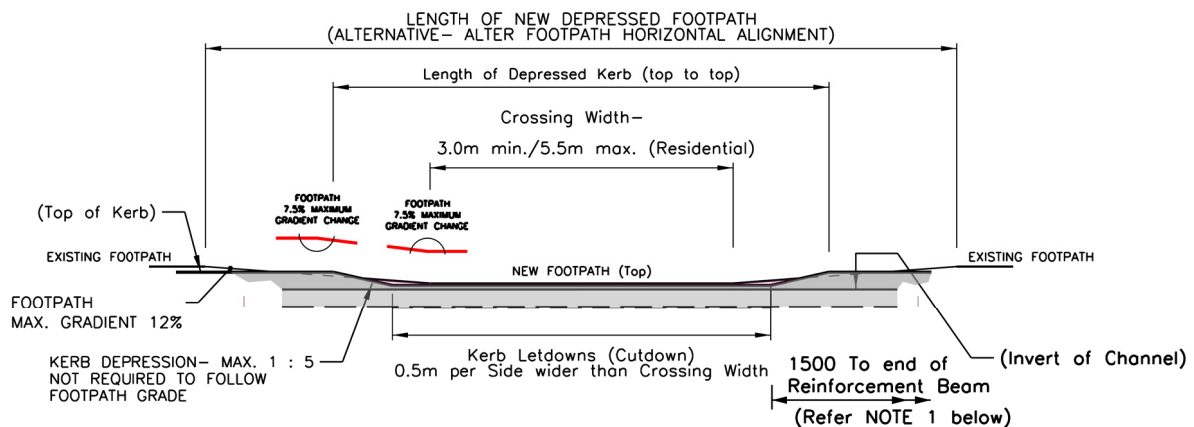 LENGTH OF NEW DEPRESSED FOOTPATH
(ALTERNATIVE- ALTER FOOTPATH HORIZONTAL ALIGNMENT)
Length of Depressed Kerb (top to top)
Crossing Width-
3.0m min./5.5m max. (Residential)
FOOTPATH
7.5% MAXIMUM
GRADIENT CHANGE
FOOTPATH
7.5% MAXIMUM
GRADIENT CHANGE
(Top of Kerb)
EXISTING FOOTPATH
NEW FOOTPATH (Top)
EXISTING FOOTPATH
FOOTPATH
MAX. GRADIENT 12%
KERB DEPRESSION- MAX. 1 : 5
NOT REQUIRED TO FOLLOW
FOOTPATH GRADE
Kerb Letdowns (Cutdown)
0.5m per Side wider than Crossing Width
1500 To end of
Reinforcement Beam
(Refer NOTE 1 below)
(Invert of Channel)